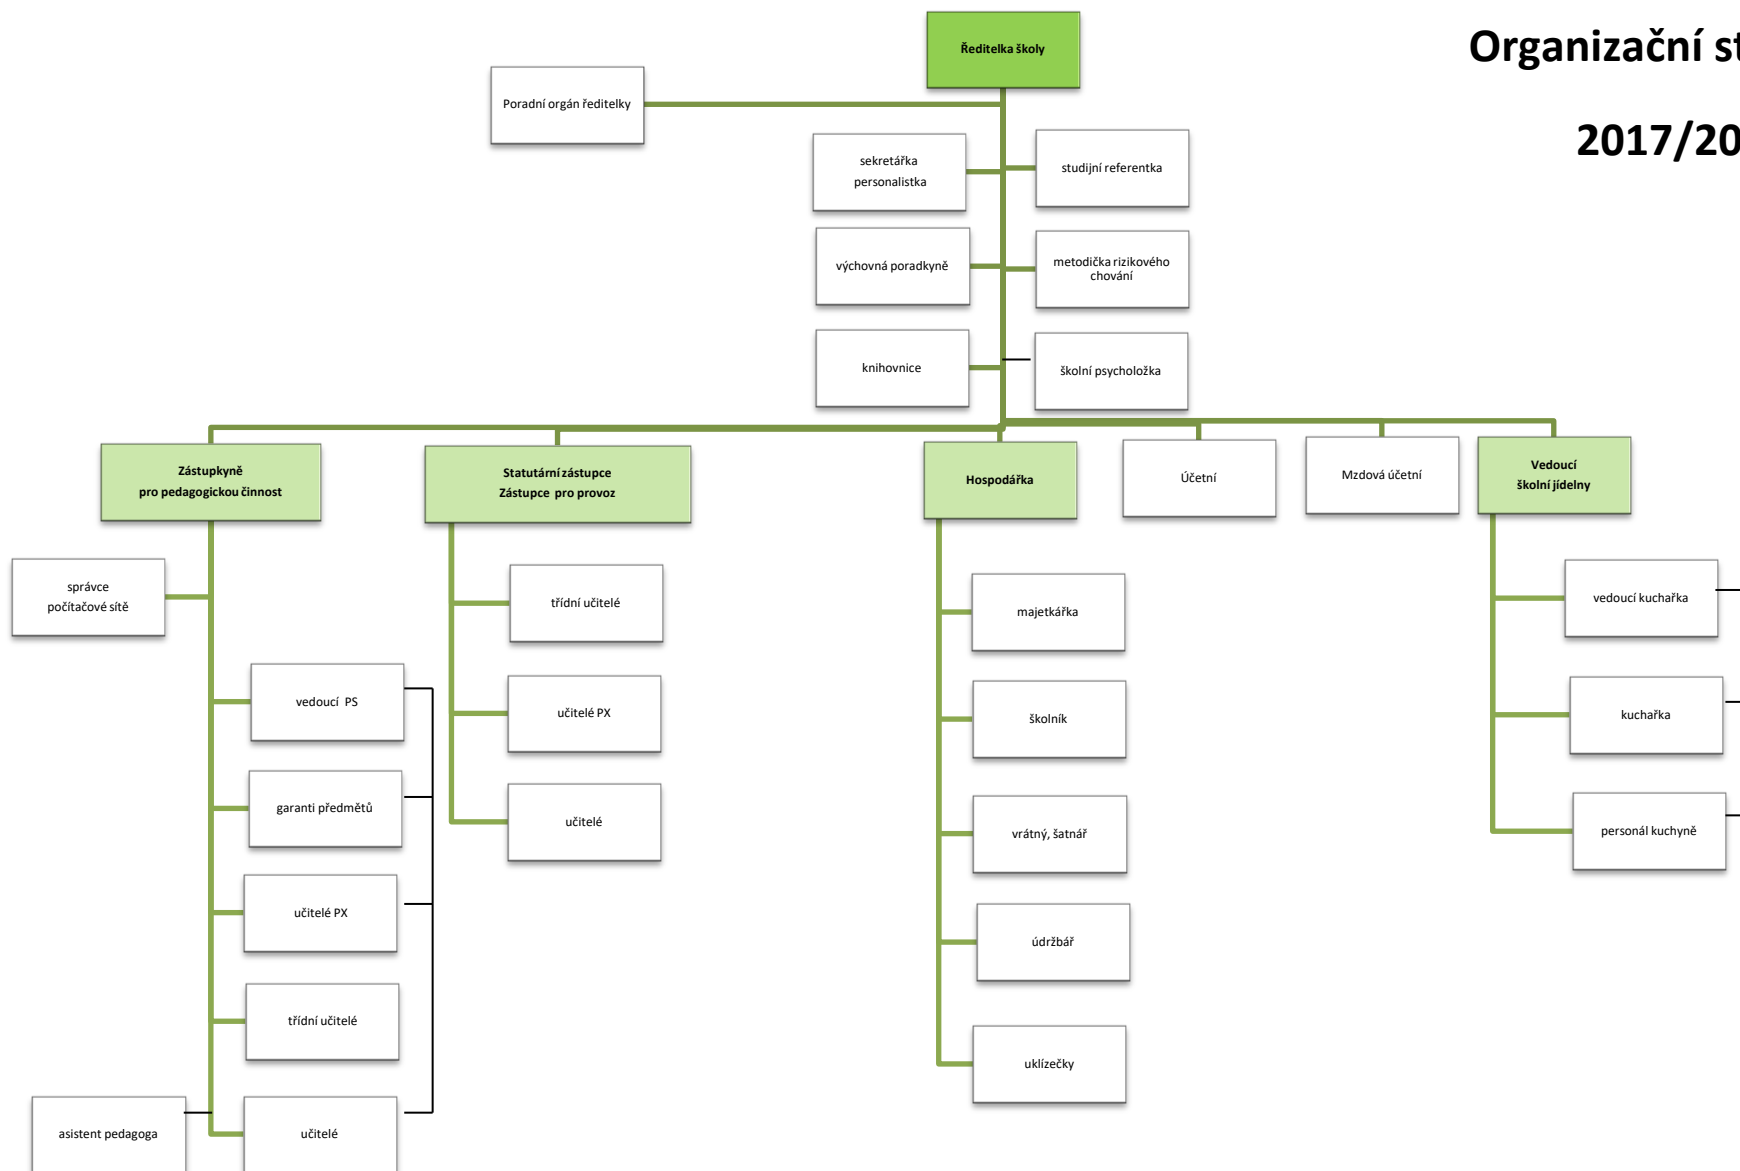 Organizační
2017/20
Ředitelka školy
Poradní orgán ředitelky
sekretářka
personalistka
studijní referentka
výchovná poradkyně
metodička rizikového
chování
knihovnice
školní psycholožka
Zástupkyně
pro pedagogickou činnost
Statutární zástupce
Zástupce pro provoz
Hospodářka
Účetní
Mzdová účetní
Vedoucí
školní jídelny
správce
počítačové sítě
vedoucí PS
garanti předmětů
učitelé PX
třídní učitelé
asistent pedagoga
učitelé
třídní učitelé
učitelé PX
učitelé
majetkářka
školník
vrátný, šatnář
údržbář
uklízečky
vedoucí kuchařka
kuchařka
personál kuchyně